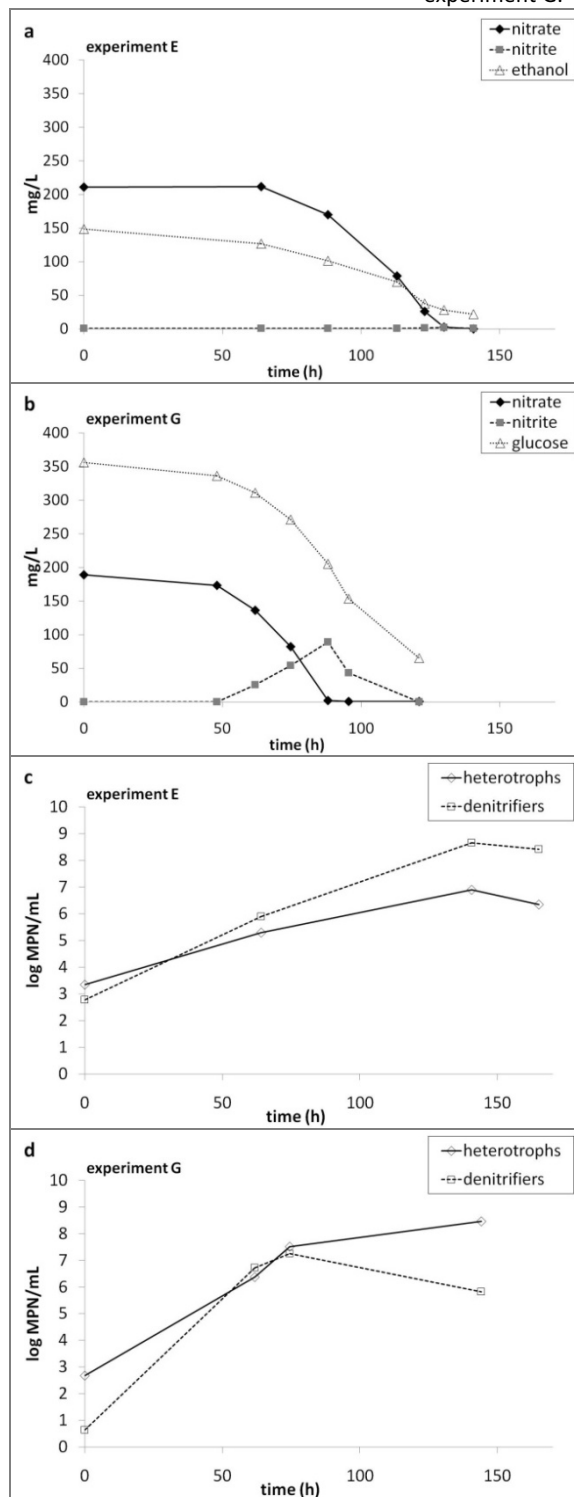 experiment G.
a
experiment E
nitrate
nitrite
ethanol
400
350
300
250
200
150
100
50
0
mg/L
0 50 100 150
time (h)
b
experiment G
nitrate
nitrite
glucose
400
350
300
250
200
150
100
50
0
mg/L
0 50 100 150
time (h)
c
experiment E
heterotrophs
denitrifiers
10
9
8
7
6
5
4
3
2
1
0
log MPN/mL
0 50 100 150
time (h)
d
experiment G
heterotrophs
denitrifiers
10
9
8
7
6
5
4
3
2
1
0
log MPN/mL
0 50 100 150
time (h)